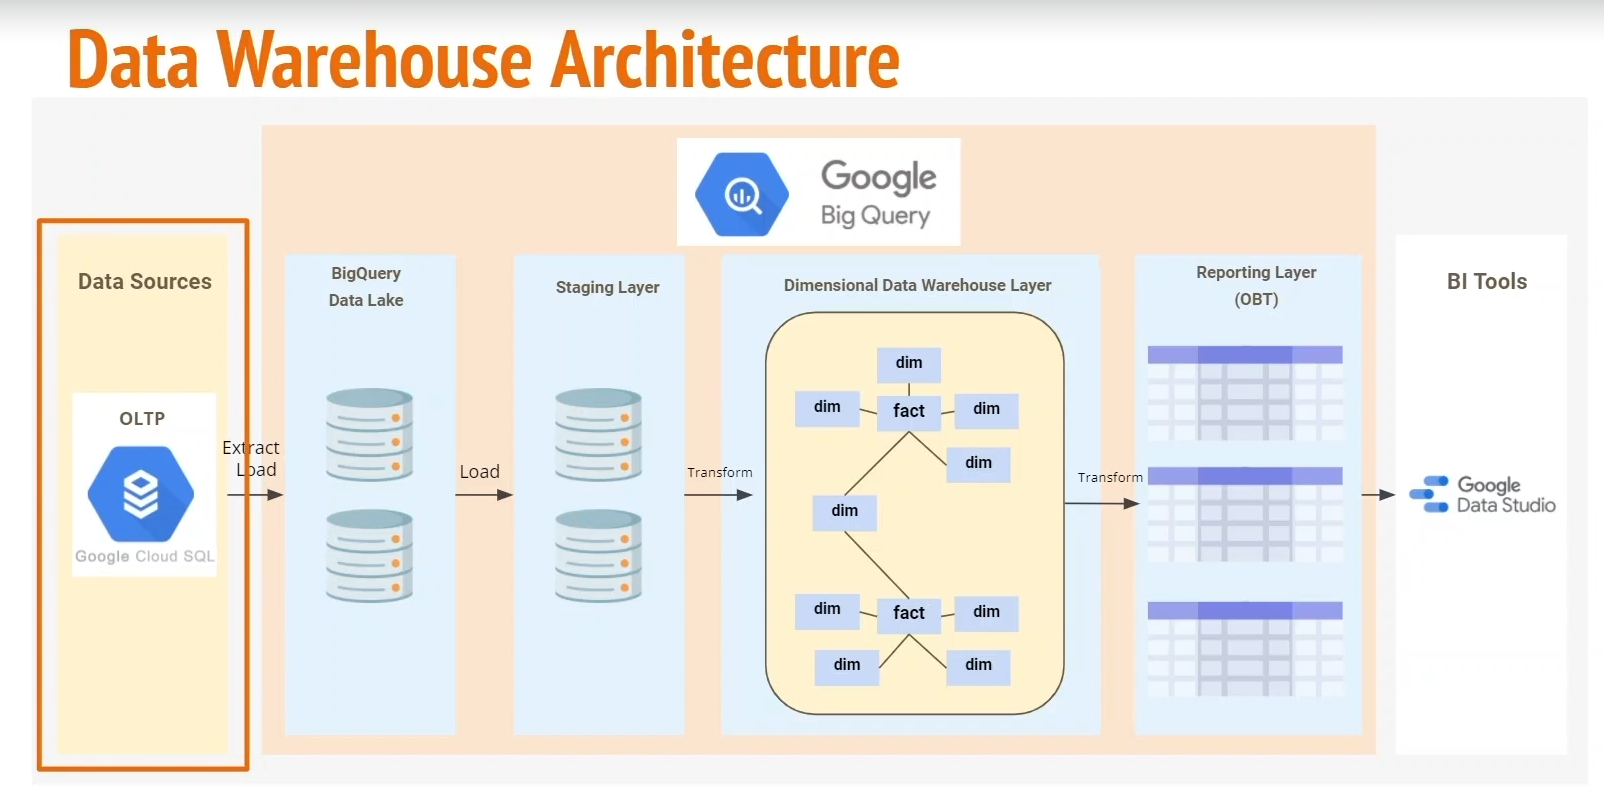 Data Warehouse Architecture
Google
Big Query
Data Sources
OLTP
Google Cloud SQL
Extract
Load
BigQuery
Data Lake
Load
Staging Layer
Transform
Dimensional Data Warehouse Layer
dim
dim
fact
dim
dim
dim
dim
fact
dim
dim
dim
Transform
Reporting Layer
(OBT)
BI Tools
Google
Data Studio